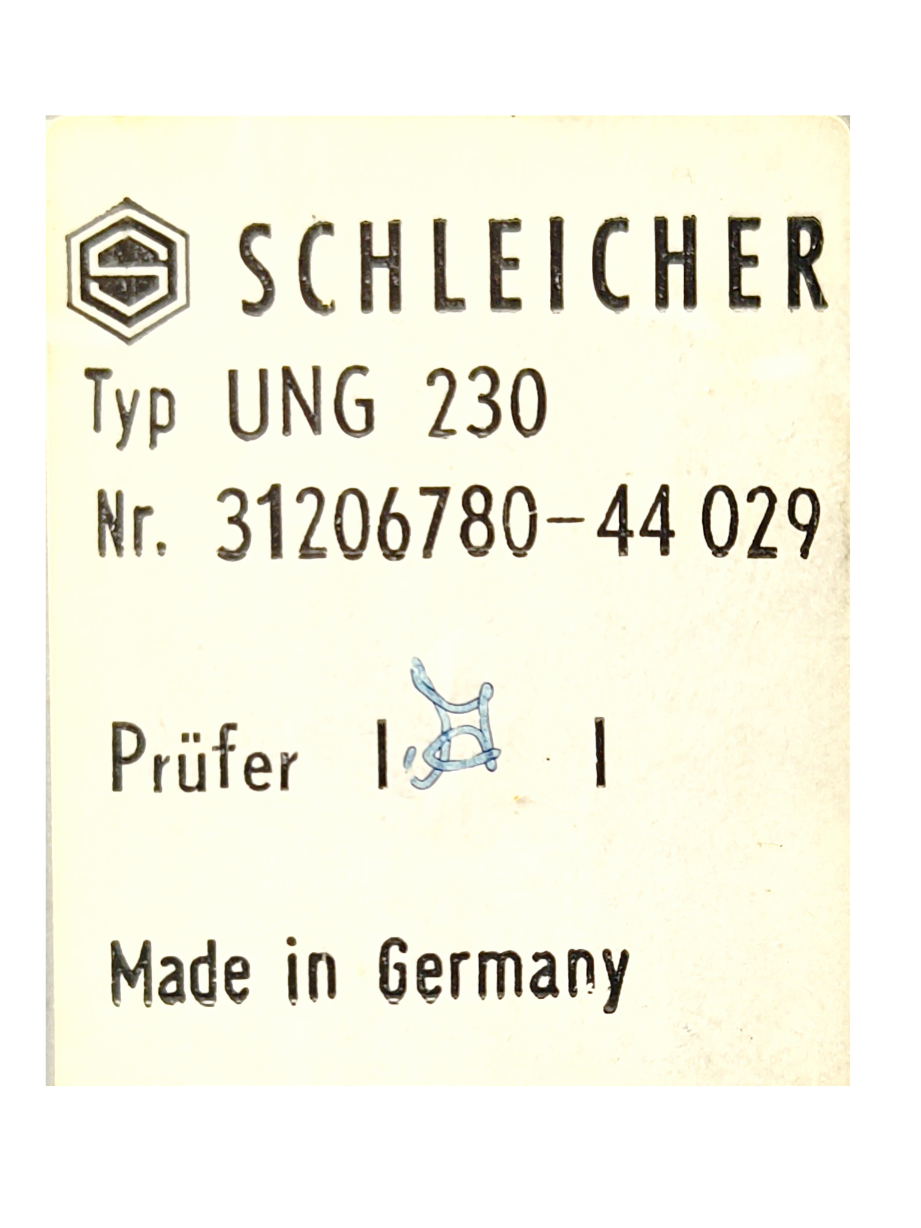 SCHLEICHER
Typ UNG 230
Nr. 31206780-44 029
Prüfer
Made in Germany